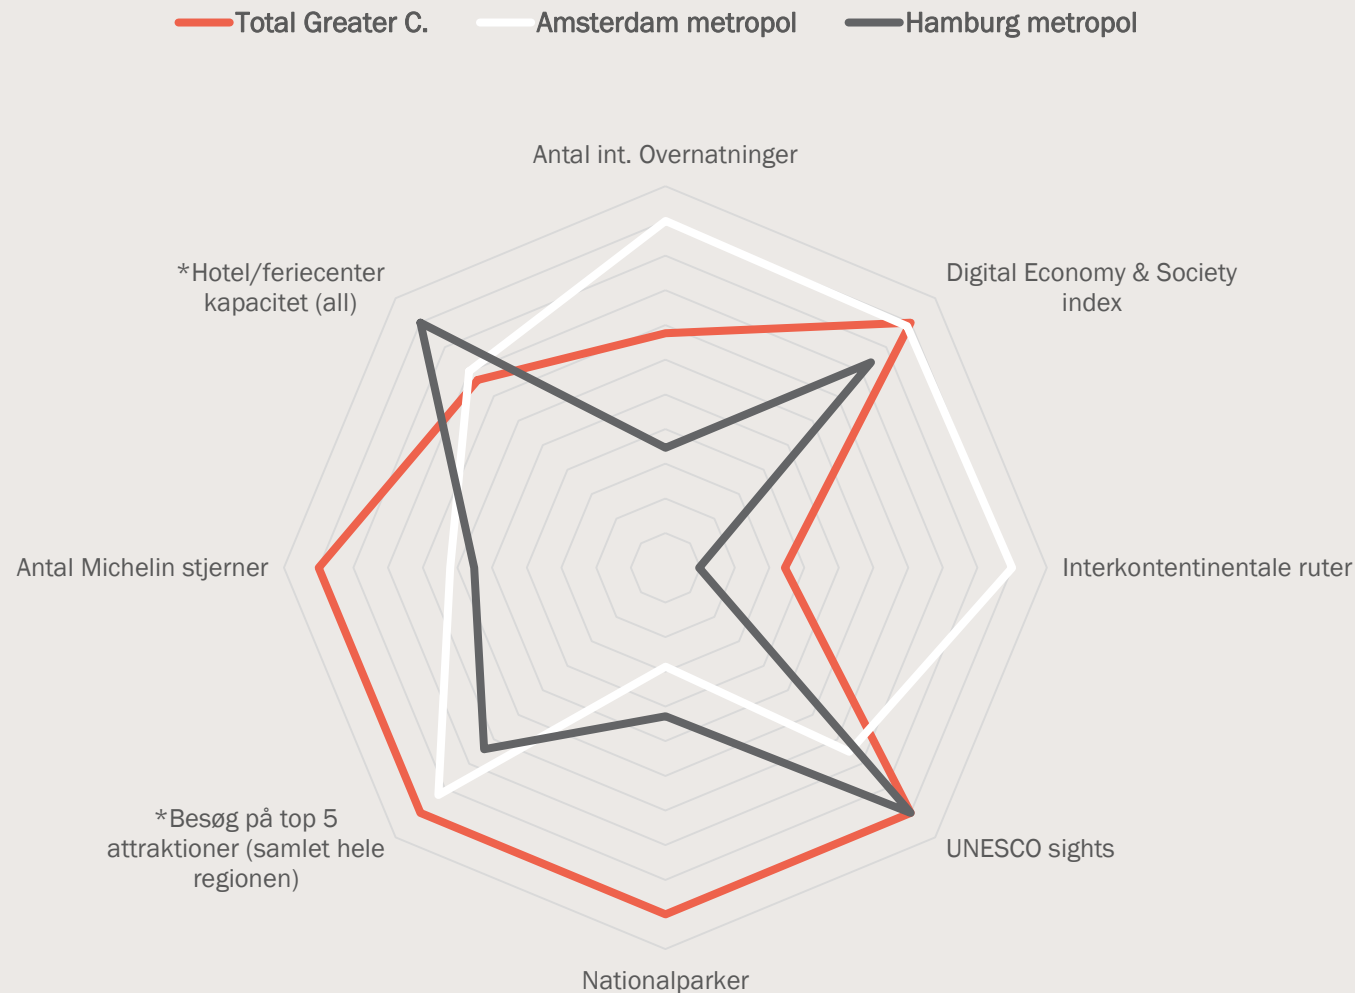 Total Greater C. Amsterdam metropol Hamburg metropol
Antal int. Overnatninger
*Hotel/feriecenter
kapacitet (all)
Digital Economy & Society
index
Antal Michelin stjerner
Interkontentinentale ruter
*Besøg på top 5
attraktioner (samlet hele
regionen)
UNESCO sights
Nationalparker